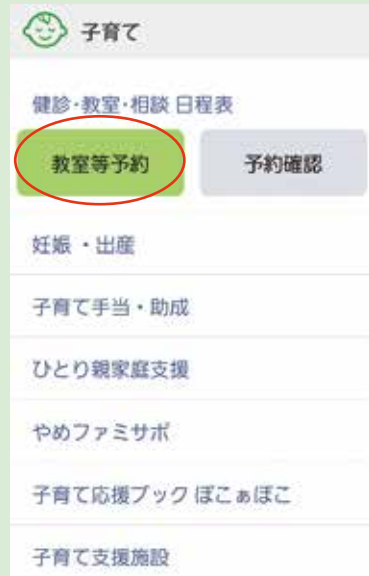 子育て
健診・教室・相談 日程表
教室等予約 予約確認
妊娠 ・出産
子育て手当・助成
ひとり親家庭支援
やめファミサポ
子育て応援ブック ぽこあぽこ
子育て支援施設